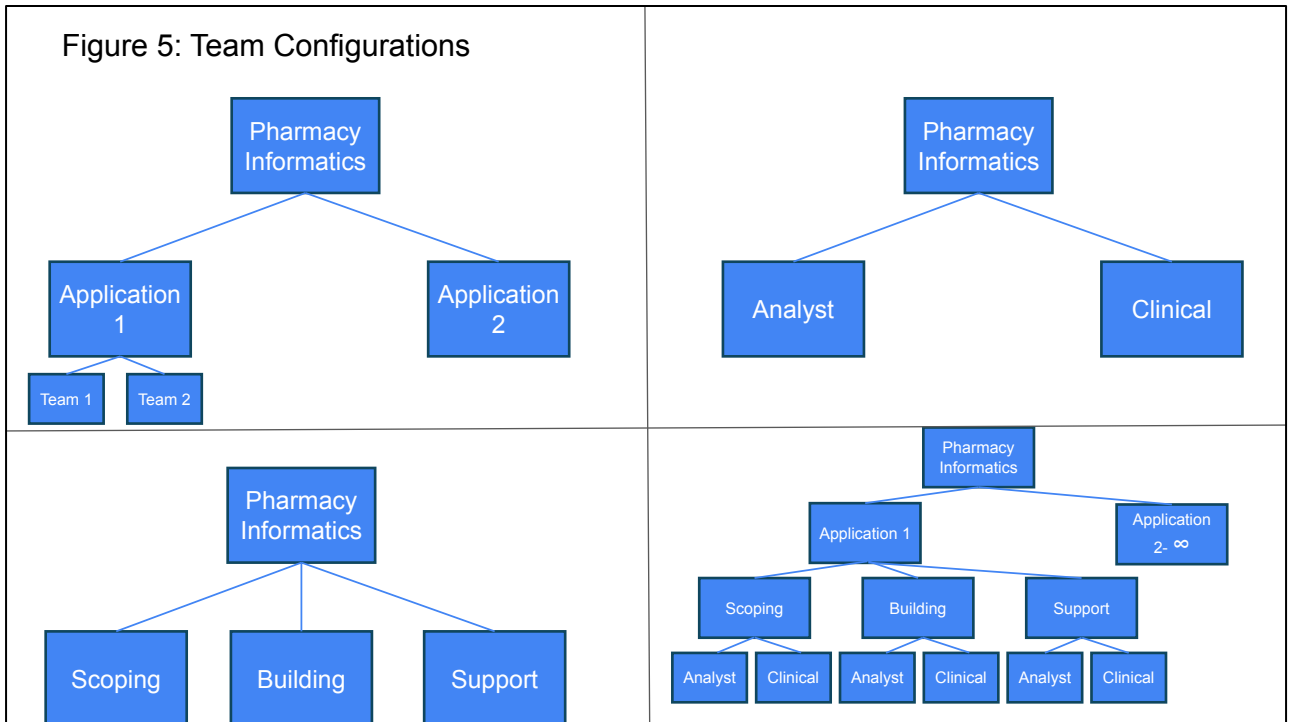 Figure 5: Team Configurations
Pharmacy
Informatics
Application
1
Application
2
Team 1
Team 2
Pharmacy
Informatics
Analyst
Clinical
Pharmacy
Informatics
Scoping
Building
Support
Pharmacy
Informatics
Application 1
Application
2- ∞
Scoping
Building
Support
Analyst
Clinical
Analyst
Clinical
Analyst
Clinical